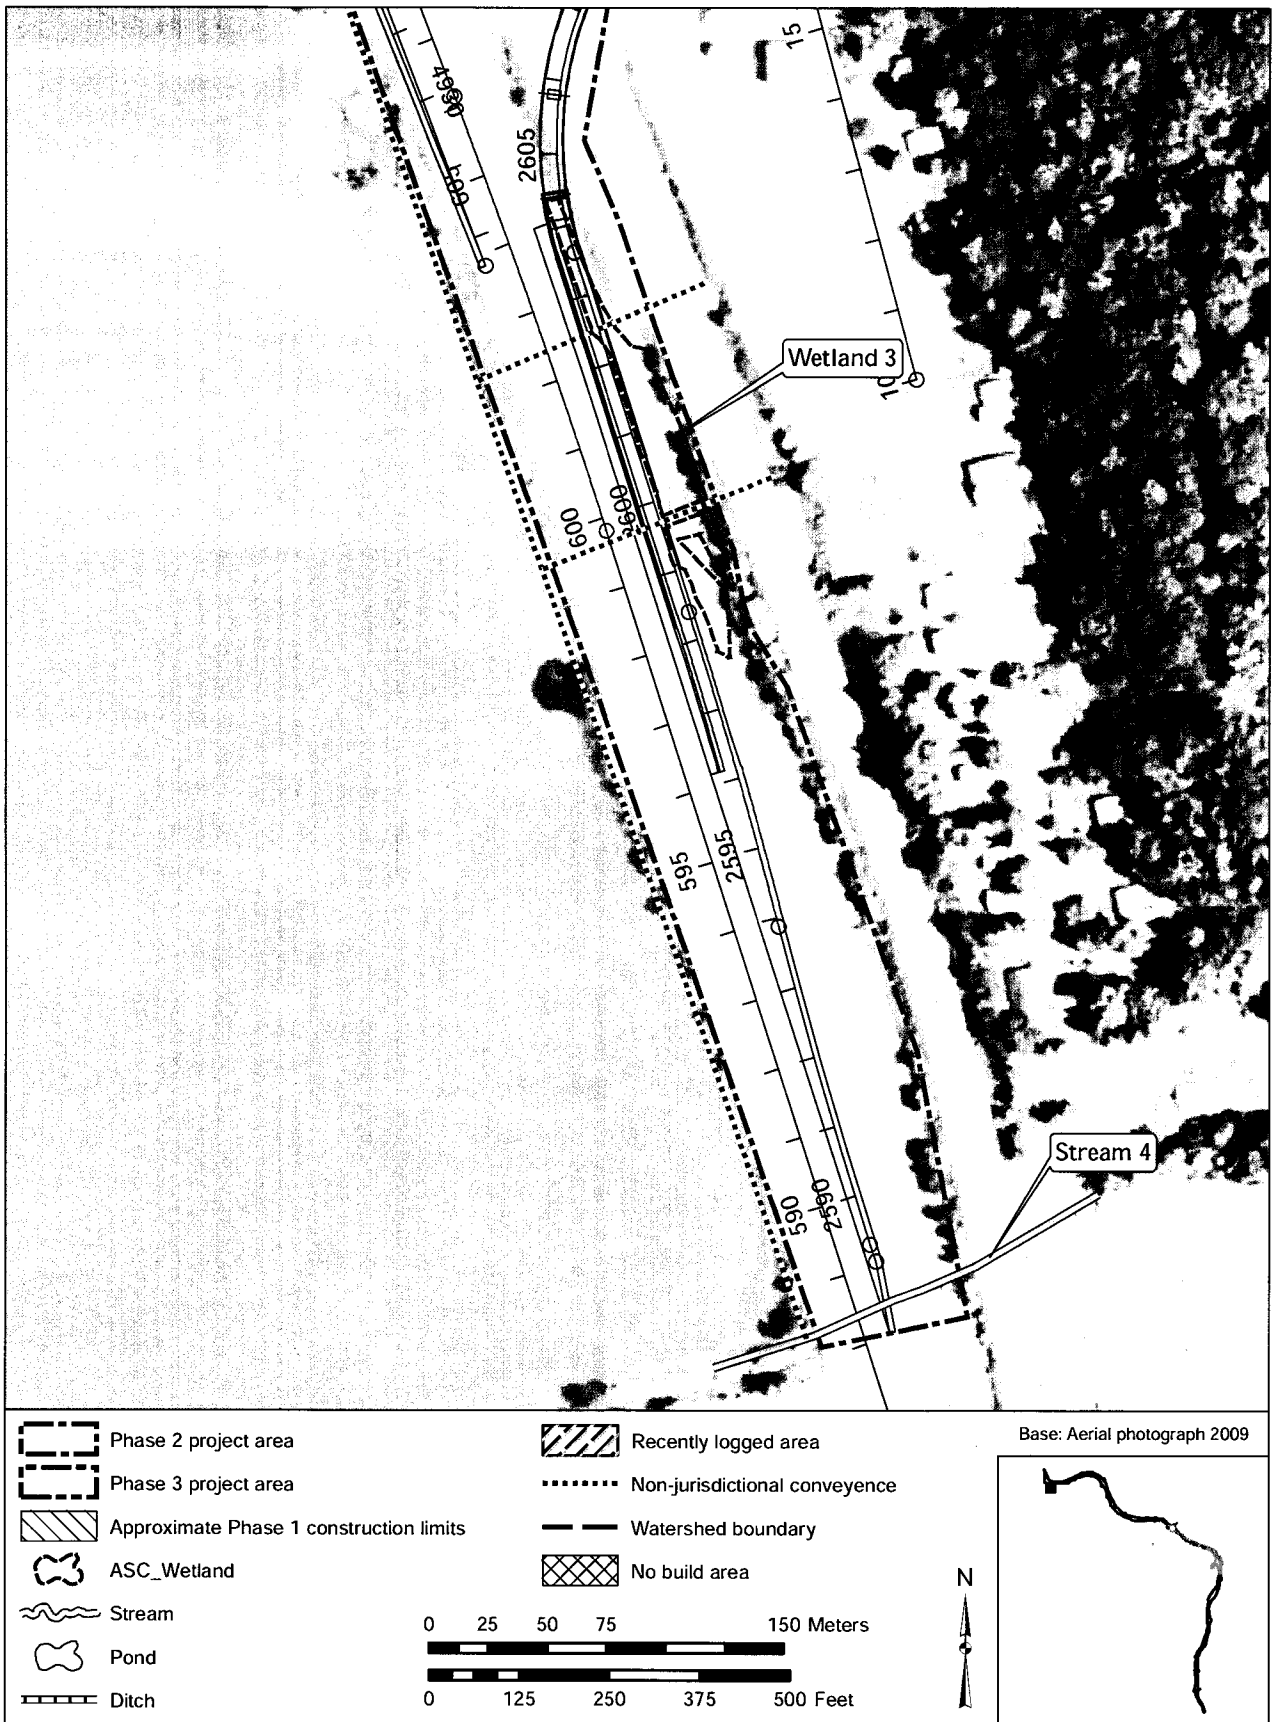 15
0664
2605
604
Wetland 3
10
600
2600
595
2595
Stream 4
590
2590
Phase 2 project area
Phase 3 project area
Approximate Phase 1 construction limits
ASC_Wetland
Stream
Pond
Ditch
Recently logged area
Non-jurisdictional conveyence
Watershed boundary
No build area
0 25 50 75 150 Meters
0 125 250 375 500 Feet
N
Base: Aerial photograph 2009